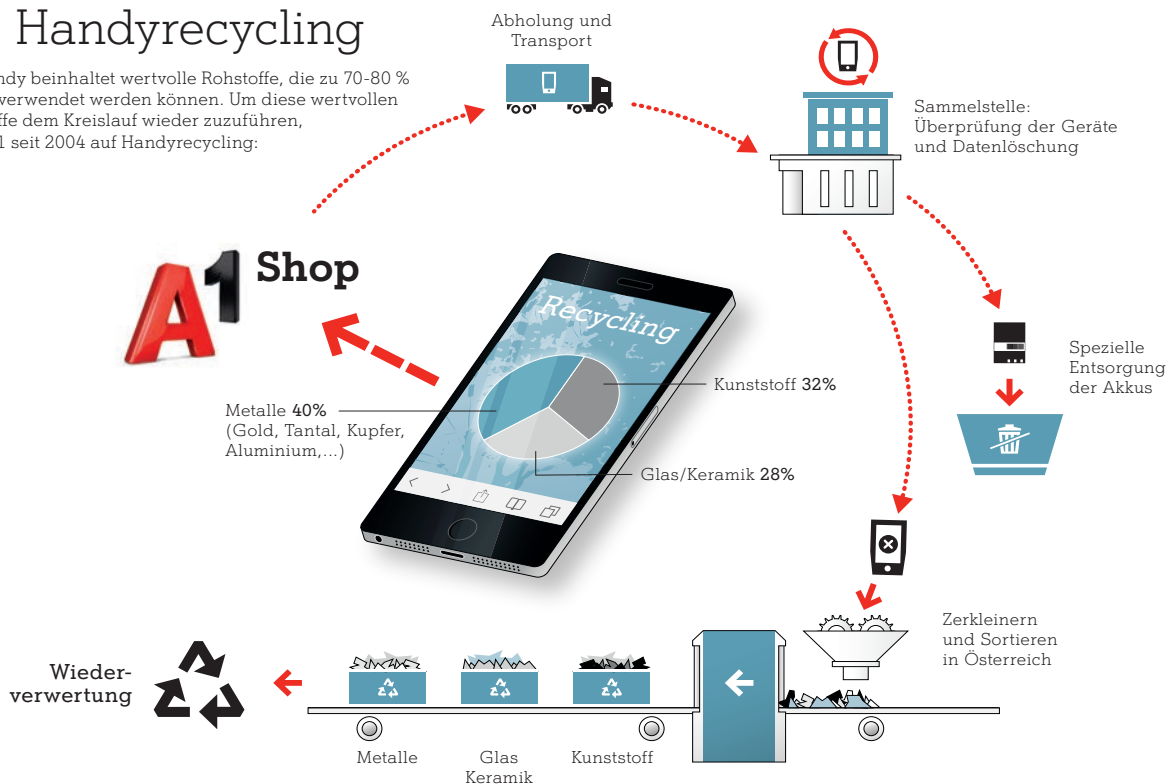 Handyrecycling
ndy beinhaltet wertvolle Rohstoffe, die zu 70-80 %
verwendet werden können. Um diese wertvollen
ffe dem Kreislauf wieder zuzuführen,
1 seit 2004 auf Handyrecycling:
Abholung und
Transport
Sammelstelle:
Überprüfung der Geräte
und Datenlöschung
A1 Shop
Recycling
Kunststoff 32%
Metalle 40%
(Gold, Tantal, Kupfer,
Aluminium,...)
Glas/Keramik 28%
Spezielle
Entsorgung
der Akkus
Zerkleinern
und Sortieren
in Österreich
Wieder-
verwertung
Metalle
Glas
Keramik
Kunststoff